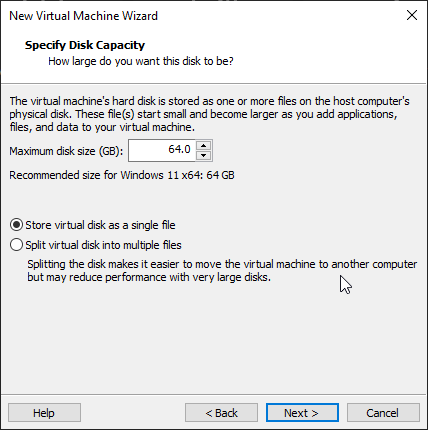 New Virtual Machine Wizard
Specify Disk Capacity
How large do you want this disk to be?
The virtual machine's hard disk is stored as one or more files on the host computer's
physical disk. These file(s) start small and become larger as you add applications,
files, and data to your virtual machine.
Maximum disk size (GB): 64.0
Recommended size for Windows 11 x64: 64 GB
Store virtual disk as a single file
Split virtual disk into multiple files
Splitting the disk makes it easier to move the virtual machine to another computer
but may reduce performance with very large disks.
Help < Back Next > Cancel